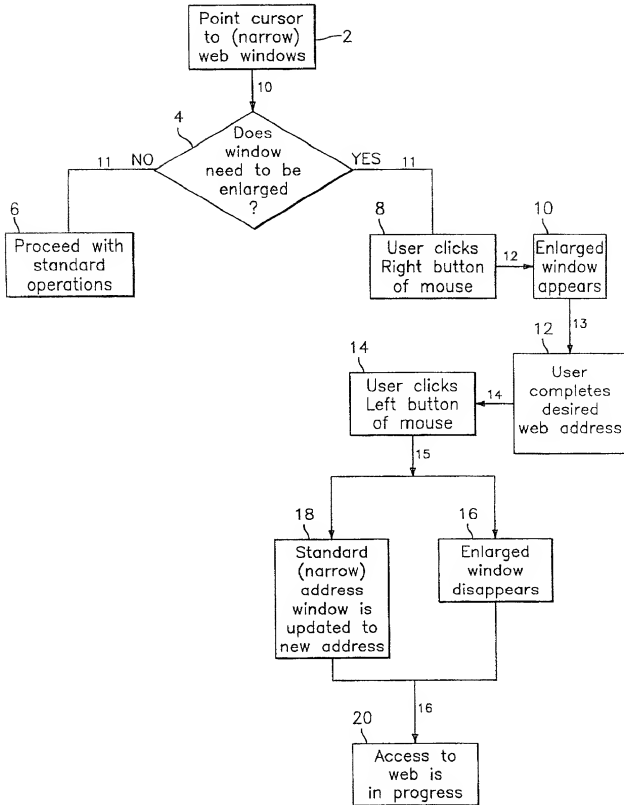 Point cursor
to (narrow)
web windows
2
10
4
Does
window
need to be
enlarged
?
NO
11
YES
11
6
Proceed with
standard
operations
8
User clicks
Right button
of mouse
12
10
Enlarged
window
appears
13
12
User
completes
desired
web address
14
14
User clicks
Left button
of mouse
15
18
Standard
(narrow)
address
window is
updated to
new address
16
Enlarged
window
disappears
16
20
Access to
web is
in progress